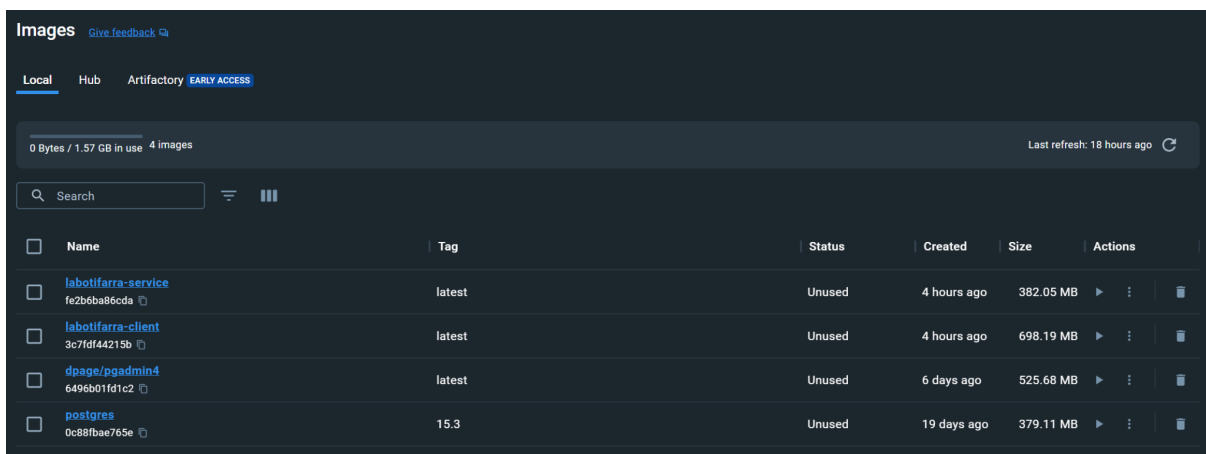 Images Give feedback
Local Hub Artifactory EARLY ACCESS
0 Bytes / 1.57 GB in use 4 images Last refresh: 18 hours ago
Search
Name Tag Status Created Size Actions
labotifarra-service
fe2b6ba86cda
latest Unused 4 hours ago 382.05 MB
labotifarra-client
3c7fdf44215b
latest Unused 4 hours ago 698.19 MB
dpage/pgadmin4
6496b01fd1c2
latest Unused 6 days ago 525.68 MB
postgres
0c88fbae765e
15.3 Unused 19 days ago 379.11 MB